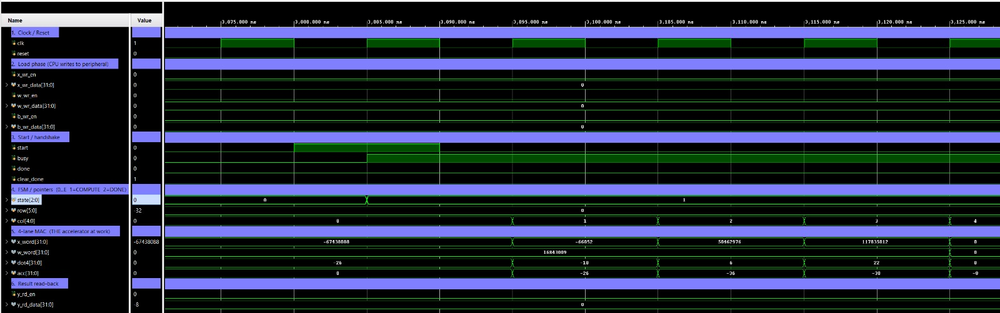 Name Value 3,075.000 ns 3,000.000 ns 3,005.000 ns 3,090.000 ns 3,095.000 ns 3,100.000 ns 3,105.000 ns 3,110.000 ns 3,115.000 ns 3,120.000 ns 3,125.000 ns
1. Clock / Reset
clk 1
reset 0
2. Load phase (CPU writes to peripheral)
x_wr_en 0
x_wr_data[31:0] 0 0
w_wr_en 0
w_wr_data[31:0] 0 0
b_wr_en 0
b_wr_data[31:0] 0 0
3. Start / handshake
start 0
busy 0
done 0
clear_done 1
4. FSM / pointers (0...E 1=COMPUTE 2=DONE)
state[2:0] 0 0 1
row[5:0] -32 0
col[4:0] 0 0 1 2 3 4
5. 4-lane MAC (THE accelerator at work)
x_word[31:0] -67438088 -67438088 -66052 50462976 117835012 0
w_word[31:0] 0 16843009 0
dot4[31:0] 0 -26 -10 6 22 0
acc[31:0] 0 0 -26 -36 -30 -0
6. Result read-back
y_rd_en 0
y_rd_data[31:0] -8 0